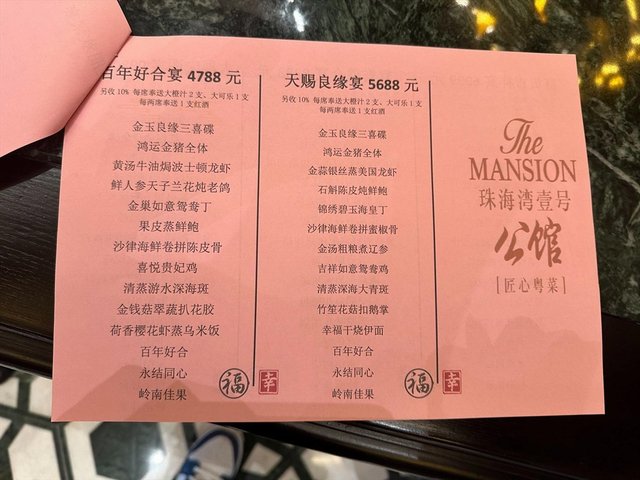 百年好合宴 4788 元
另收 10% 每席奉送大橙汁 2 支、大可乐 1 支
每两席奉送 1 支红酒
金玉良缘三喜碟
鸿运金猪全体
黄汤牛油焗波士顿龙虾
鲜人参天子兰花炖老鸽
金巢如意鸳鸯丁
果皮蒸鲜鲍
沙律海鲜卷拼陈皮骨
喜悦贵妃鸡
清蒸游水深海斑
金钱菇翠蔬扒花胶
荷香樱花虾蒸乌米饭
百年好合
永结同心
岭南佳果
福
幸
天赐良缘宴 5688 元
另收 10% 每席奉送大橙汁 2 支、大可乐 1 支
每两席奉送 1 支红酒
金玉良缘三喜碟
鸿运金猪全体
金蒜银丝蒸美国龙虾
石斛陈皮炖鲜鲍
锦绣碧玉海皇丁
沙律海鲜卷拼蜜椒骨
金汤粗粮煮辽参
吉祥如意鸳鸯鸡
清蒸深海大青斑
竹笙花菇扣鹅掌
幸福干烧伊面
百年好合
永结同心
岭南佳果
福
幸
The
MANSION
珠海湾壹号
公馆
[匠心粤菜]